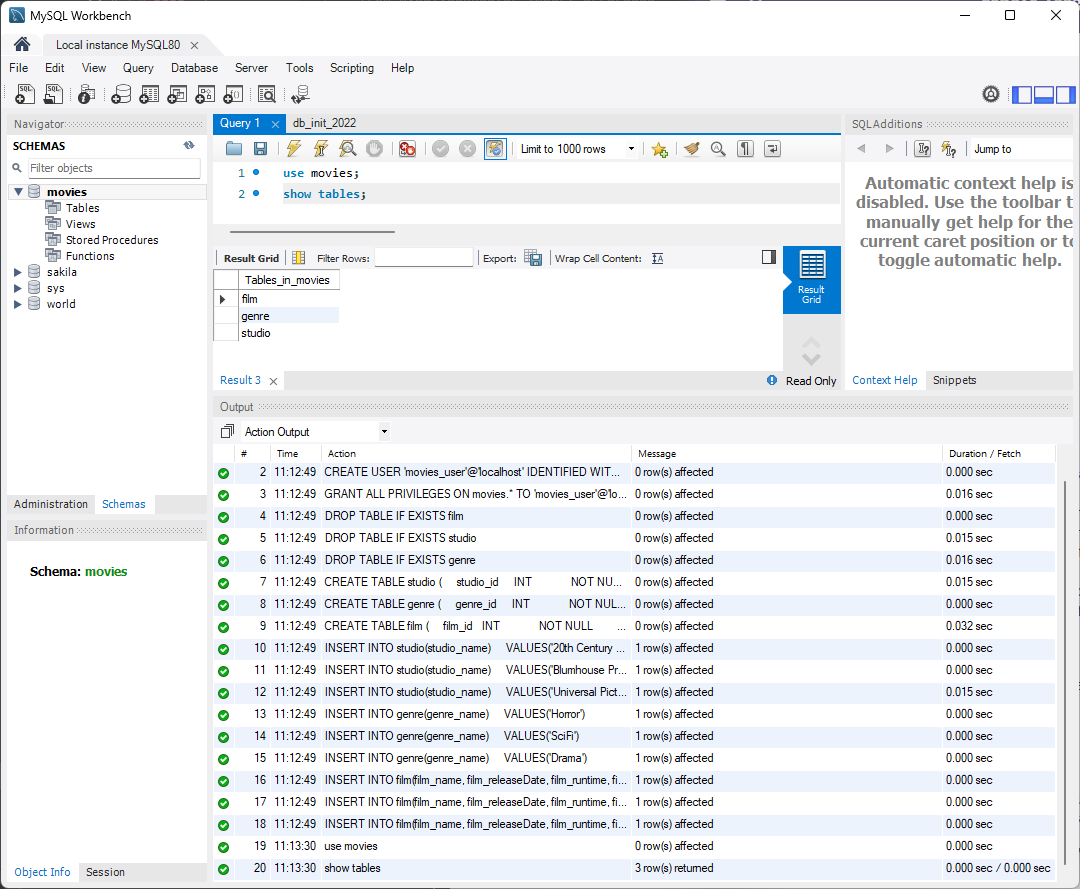 MySQL Workbench
Local instance MySQL80
File Edit View Query Database Server Tools Scripting Help
Navigator
SCHEMAS
Filter objects
movies
Tables
Views
Stored Procedures
Functions
sakila
sys
world
Administration Schemas
Information
Schema: movies
Object Info Session
Query 1 db_init_2022
Limit to 1000 rows
1 use movies;
2 show tables;
Result Grid Filter Rows: Export: Wrap Cell Content:
Tables_in_movies
film
genre
studio
Result Grid
Result 3
Read Only
SQLAdditions
Jump to
Automatic context help is
disabled. Use the toolbar t
manually get help for the
current caret position or to
toggle automatic help.
Context Help Snippets
Output
Action Output
# Time Action Message Duration / Fetch
2 11:12:49 CREATE USER 'movies_user'@'localhost' IDENTIFIED WIT... 0 row(s) affected 0.000 sec
3 11:12:49 GRANT ALL PRIVILEGES ON movies.* TO 'movies_user'@'lo... 0 row(s) affected 0.016 sec
4 11:12:49 DROP TABLE IF EXISTS film 0 row(s) affected 0.000 sec
5 11:12:49 DROP TABLE IF EXISTS studio 0 row(s) affected 0.015 sec
6 11:12:49 DROP TABLE IF EXISTS genre 0 row(s) affected 0.016 sec
7 11:12:49 CREATE TABLE studio ( studio_id INT NOT NU... 0 row(s) affected 0.015 sec
8 11:12:49 CREATE TABLE genre ( genre_id INT NOT NUL... 0 row(s) affected 0.000 sec
9 11:12:49 CREATE TABLE film ( film_id INT NOT NULL ... 0 row(s) affected 0.032 sec
10 11:12:49 INSERT INTO studio(studio_name) VALUES('20th Century ... 1 row(s) affected 0.000 sec
11 11:12:49 INSERT INTO studio(studio_name) VALUES('Blumhouse Pr... 1 row(s) affected 0.000 sec
12 11:12:49 INSERT INTO studio(studio_name) VALUES('Universal Pict... 1 row(s) affected 0.015 sec
13 11:12:49 INSERT INTO genre(genre_name) VALUES('Horror') 1 row(s) affected 0.000 sec
14 11:12:49 INSERT INTO genre(genre_name) VALUES('SciFi') 1 row(s) affected 0.000 sec
15 11:12:49 INSERT INTO genre(genre_name) VALUES('Drama') 1 row(s) affected 0.000 sec
16 11:12:49 INSERT INTO film(film_name, film_releaseDate, film_runtime, fi... 1 row(s) affected 0.000 sec
17 11:12:49 INSERT INTO film(film_name, film_releaseDate, film_runtime, fi... 1 row(s) affected 0.000 sec
18 11:12:49 INSERT INTO film(film_name, film_releaseDate, film_runtime, fi... 1 row(s) affected 0.000 sec
19 11:13:30 use movies 0 row(s) affected 0.000 sec
20 11:13:30 show tables 3 row(s) returned 0.000 sec / 0.000 sec